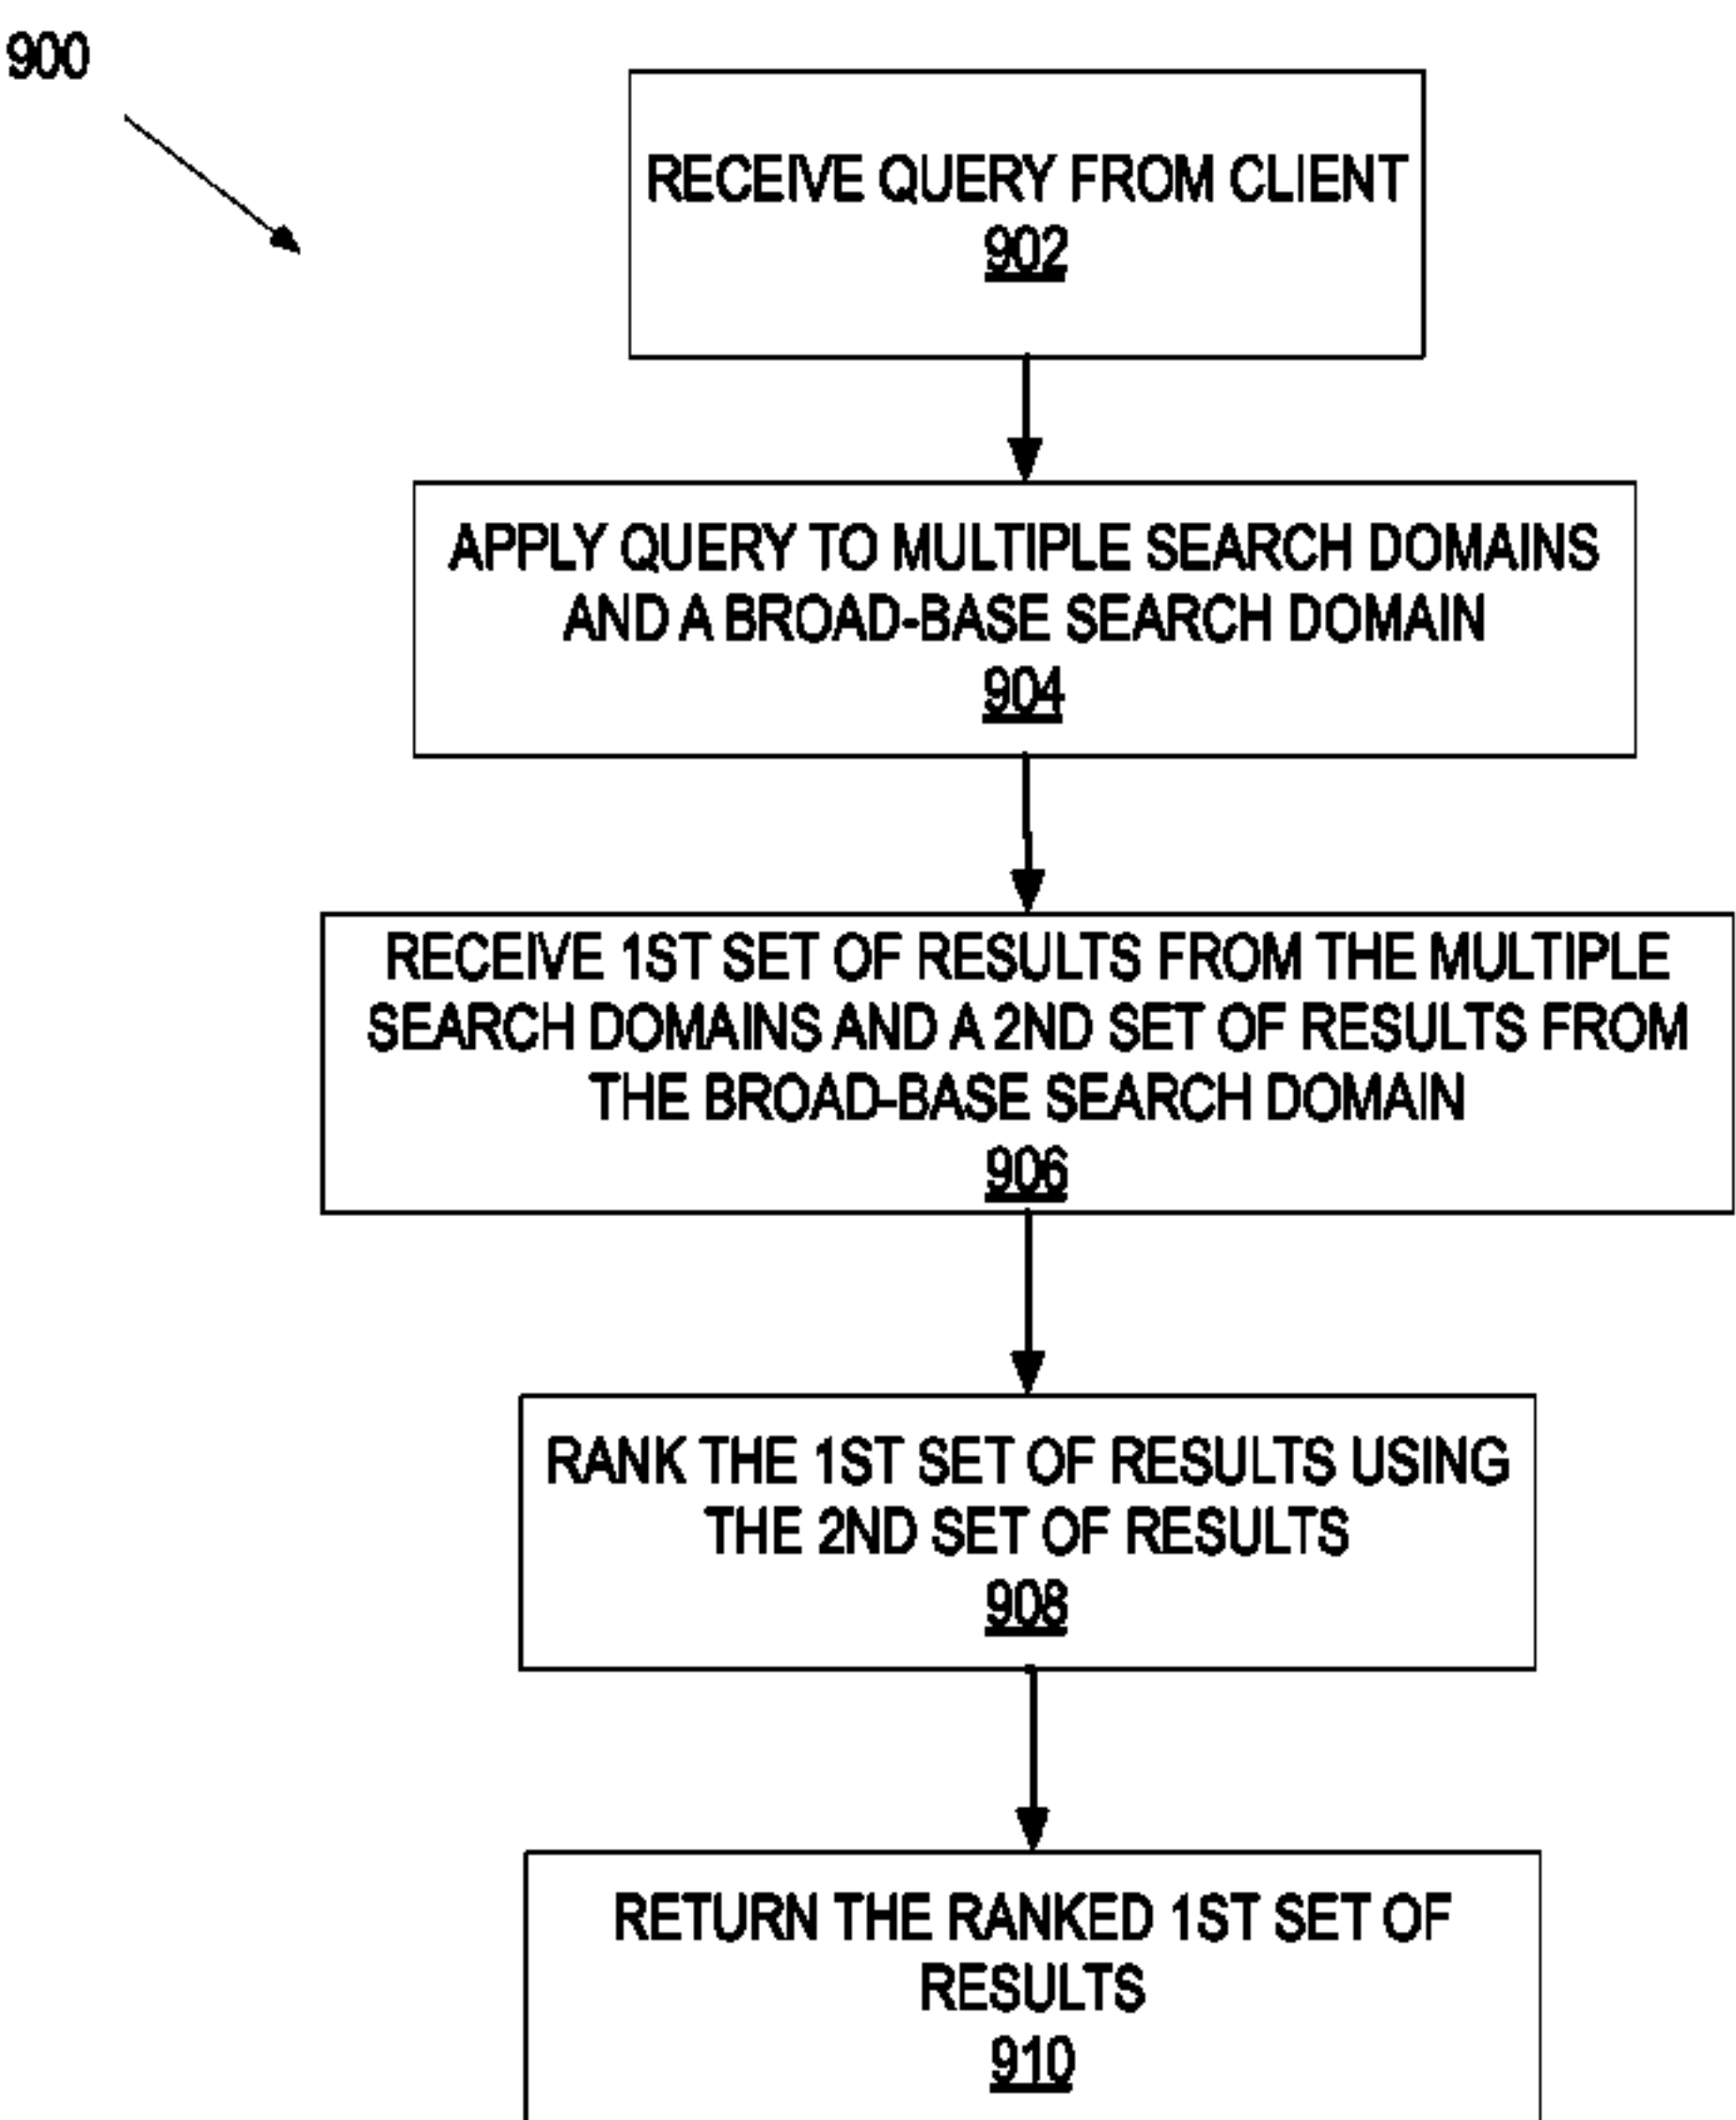 900
RECEIVE QUERY FROM CLIENT
902
APPLY QUERY TO MULTIPLE SEARCH DOMAINS
AND A BROAD-BASE SEARCH DOMAIN
904
RECEIVE 1ST SET OF RESULTS FROM THE MULTIPLE
SEARCH DOMAINS AND A 2ND SET OF RESULTS FROM
THE BROAD-BASE SEARCH DOMAIN
906
RANK THE 1ST SET OF RESULTS USING
THE 2ND SET OF RESULTS
908
RETURN THE RANKED 1ST SET OF
RESULTS
910